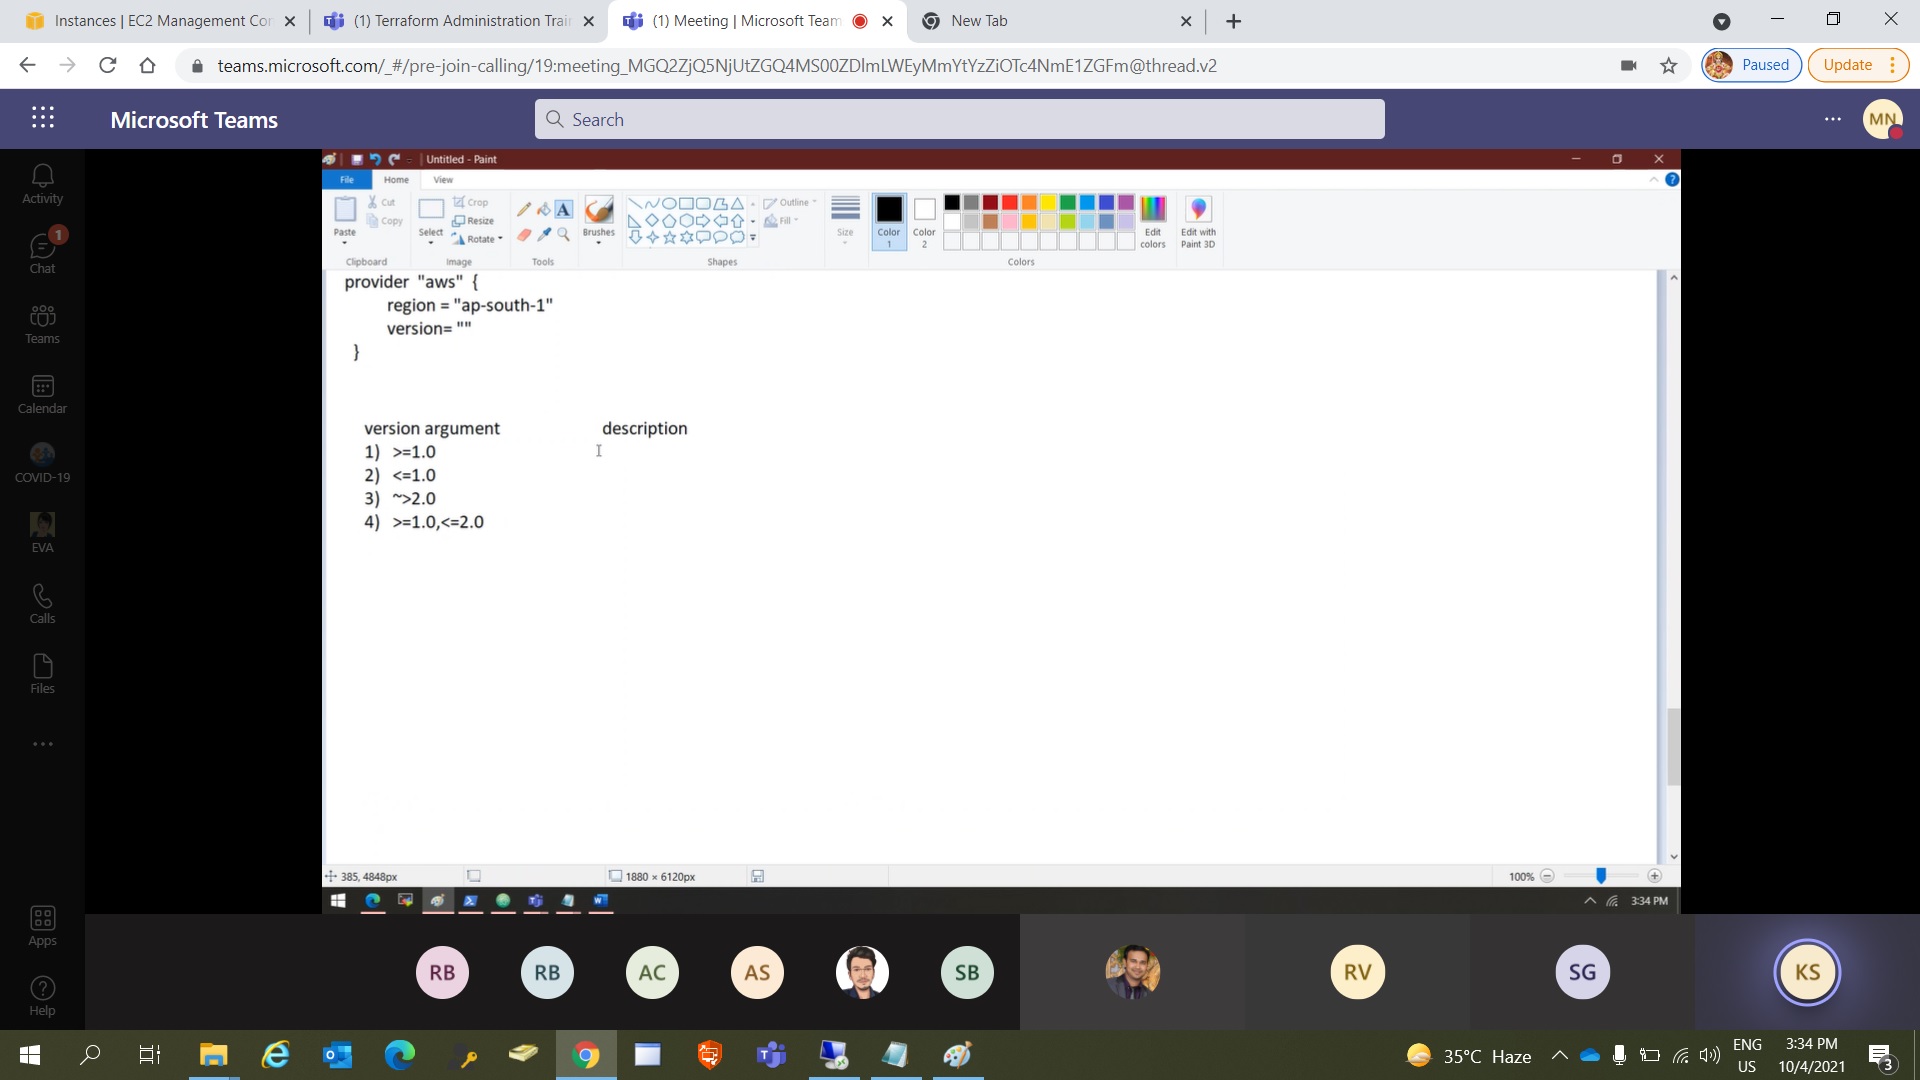 Instances | EC2 Management Con
(1) Terraform Administration Trai
(1) Meeting | Microsoft Team
New Tab
teams.microsoft.com/_#/pre-join-calling/19:meeting_MGQ2ZjQ5NjUtZGQ4MS00ZDlmLWEyMmYtYzZiOTc4NmE1ZGFm@thread.v2
Paused
Update
Microsoft Teams
Search
MN
Activity
1
Chat
Teams
Calendar
COVID-19
EVA
Calls
Files
Apps
Help
Untitled - Paint
File
Home
View
Paste
Cut
Copy
Clipboard
Select
Crop
Resize
Rotate
Image
A
Tools
Brushes
Shapes
Outline
Fill
Size
Color 1
Color 2
Edit colors
Colors
Edit with Paint 3D
?
provider "aws" {
region = "ap-south-1"
version= ""
}
version argument description
1) >=1.0
2) <=1.0
3) ~>2.0
4) >=1.0,<=2.0
385, 4848px
1880 × 6120px
100%
3:34 PM
RB
RB
AC
AS
SB
RV
SG
KS
35°C Haze
ENG
US
3:34 PM
10/4/2021
3